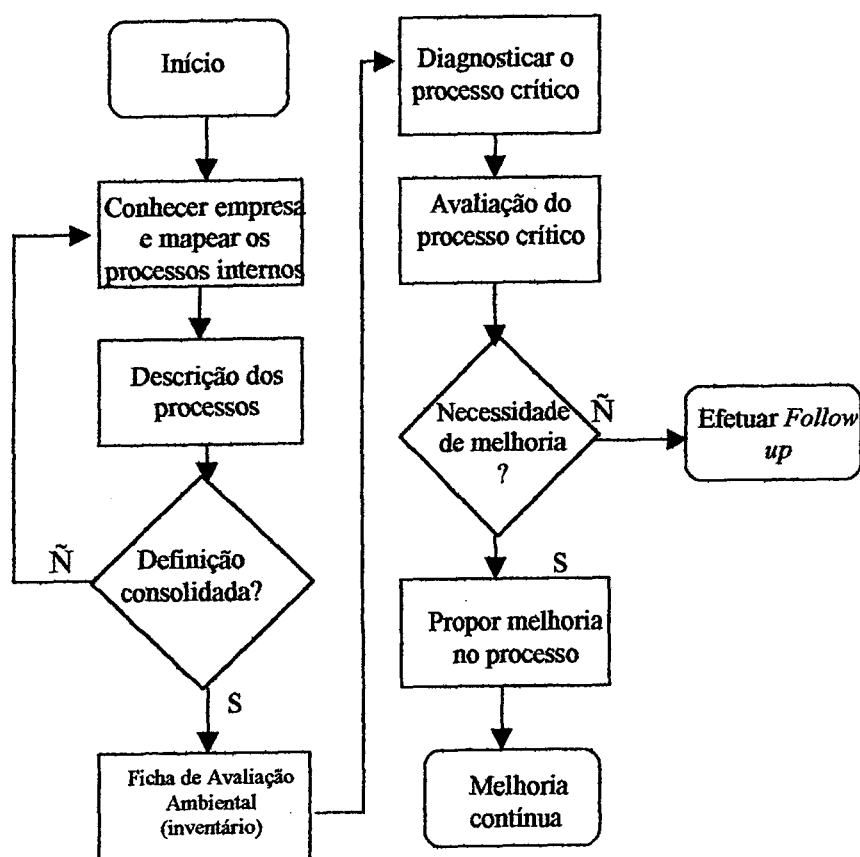 Início
Conhecer empresa
e mapear os
processos internos
Descrição dos
processos
Definição
consolidada?
Ñ
S
Ficha de Avaliação
Ambiental
(inventário)
Diagnosticar o
processo crítico
Avaliação do
processo crítico
Necessidade
de melhoria
?
Ñ
Efetuar Follow
up
S
Propor melhoria
no processo
Melhoria
contínua